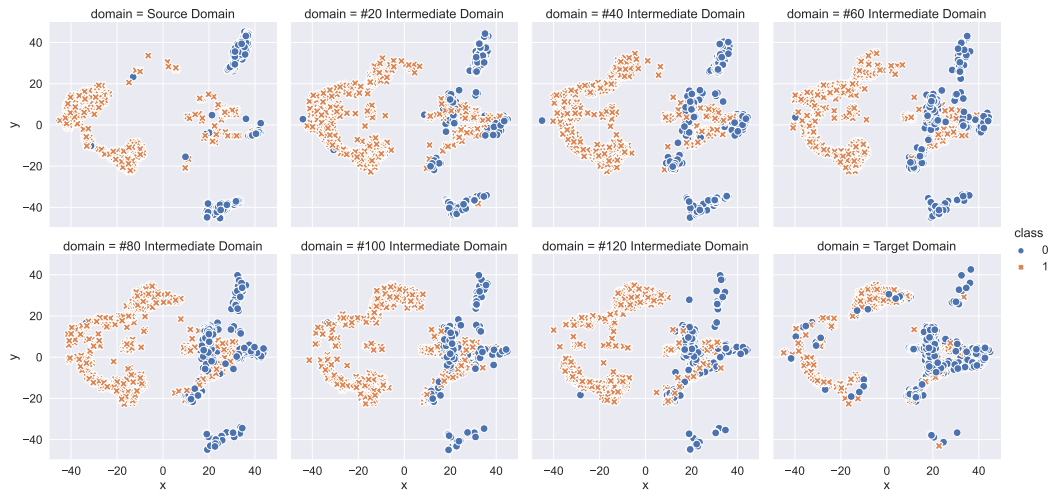 domain = Source Domain
domain = #20 Intermediate Domain
domain = #40 Intermediate Domain
domain = #60 Intermediate Domain
40
20
0
−20
−40
y
domain = #80 Intermediate Domain
domain = #100 Intermediate Domain
domain = #120 Intermediate Domain
domain = Target Domain
40
20
0
−20
−40
y
−40 −20 0 20 40
−40 −20 0 20 40
−40 −20 0 20 40
−40 −20 0 20 40
x
x
x
x
class
0
1